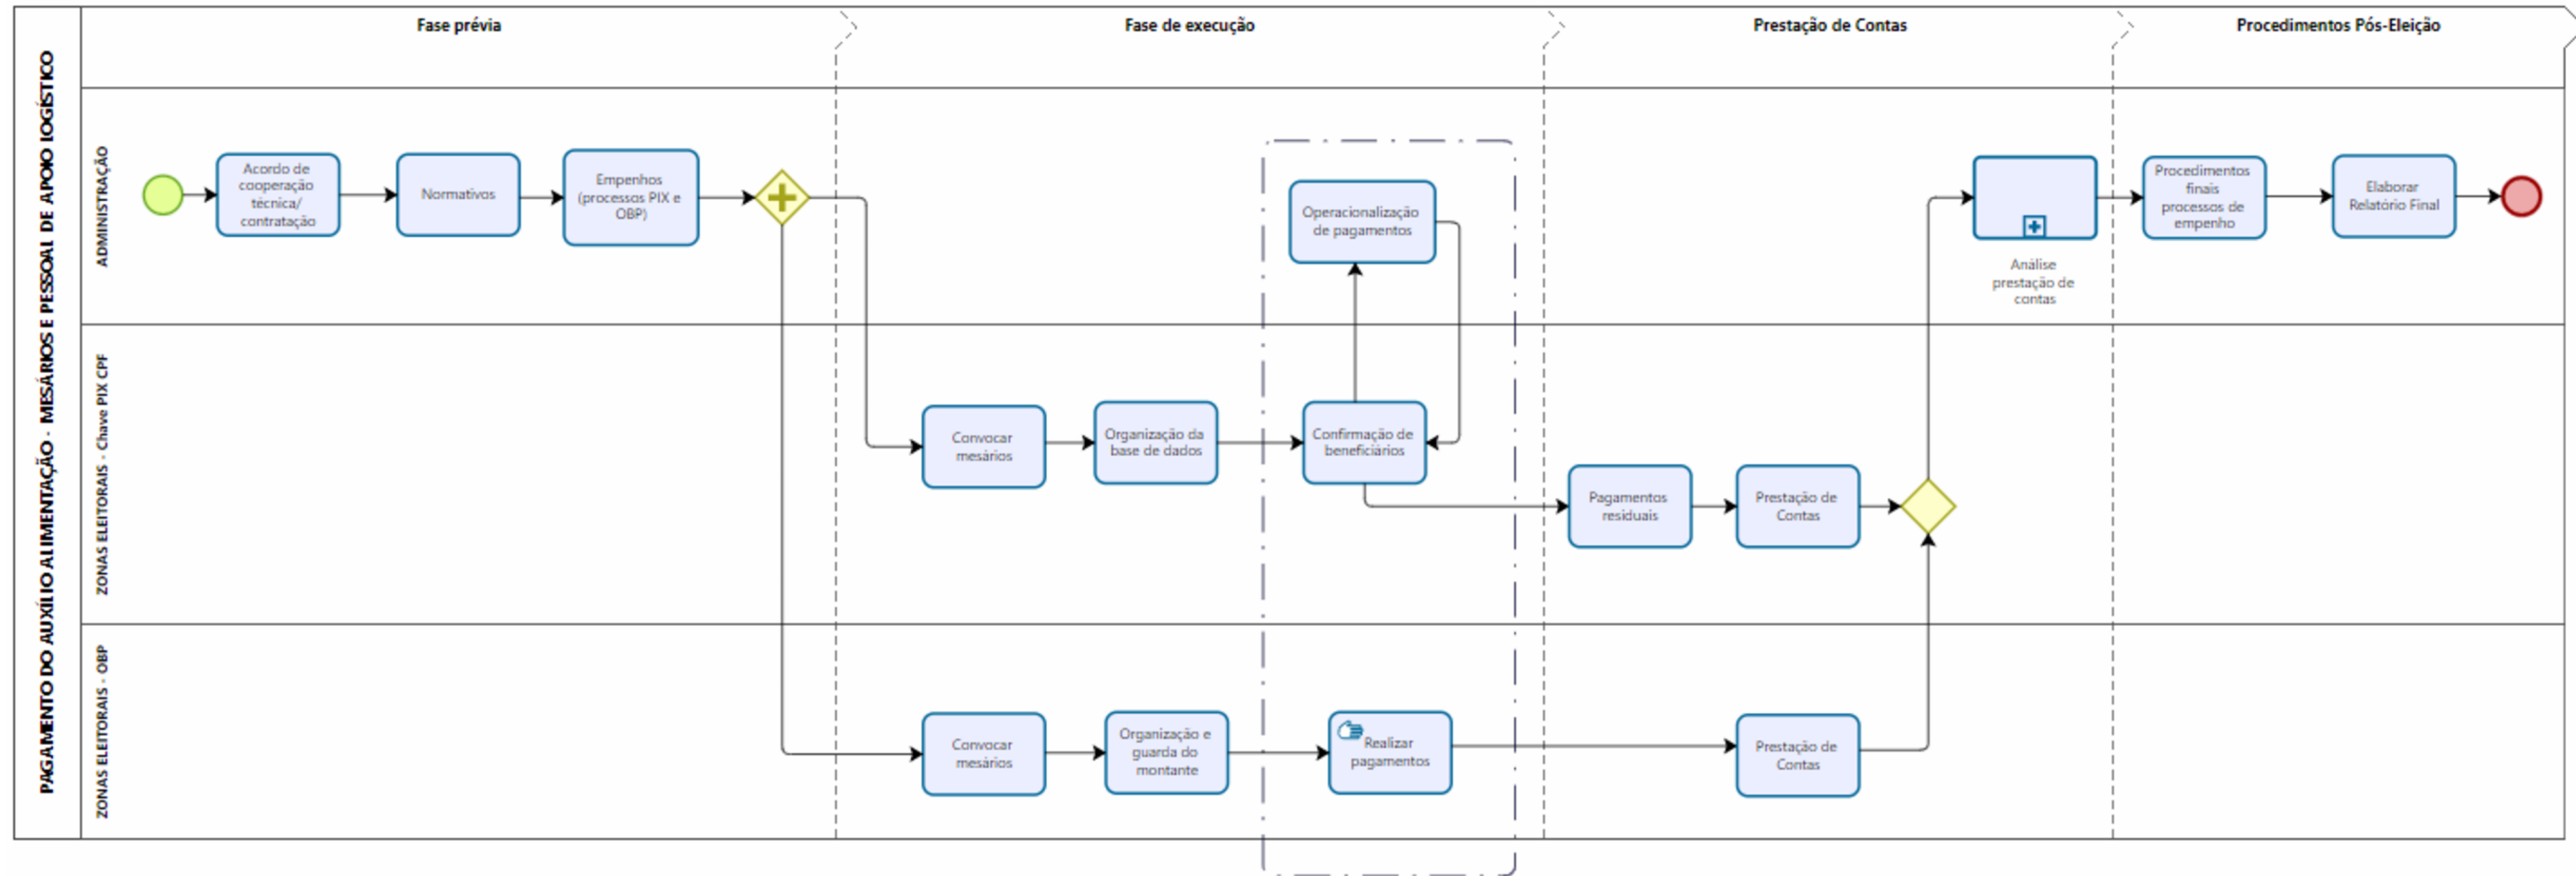 PAGAMENTO DO AUXÍLIO ALIMENTAÇÃO - MESÁRIOS E PESSOAL DE APOIO LOGÍSTICO
Fase prévia
Fase de execução
Prestação de Contas
Procedimentos Pós-Eleição
ADMINISTRAÇÃO
Acordo de
cooperação
técnica/
contratação
Normativos
Empenhos
(processos PIX e
OBP)
Operacionalização
de pagamentos
Análise
prestação de
contas
Procedimentos
finais
processos de
empenho
Elaborar
Relatório Final
ZONAS ELEITORAIS - Chave PIX CPF
Convocar
mesários
Organização da
base de dados
Confirmação de
beneficiários
Pagamentos
residuais
Prestação de
Contas
ZONAS ELEITORAIS - OBP
Convocar
mesários
Organização e
guarda do
montante
Realizar
pagamentos
Prestação de
Contas